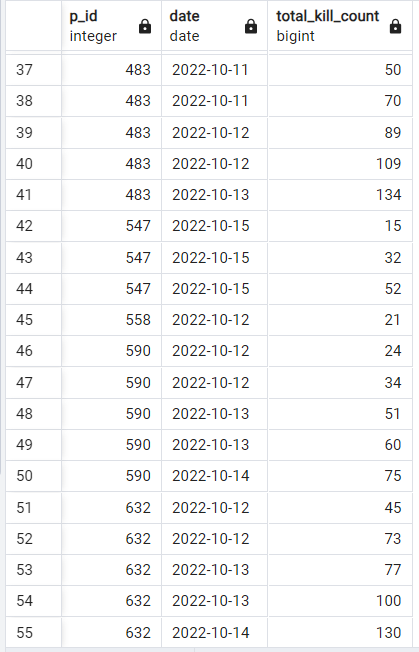 p_id date total_kill_count
integer date bigint
37 483 2022-10-11 50
38 483 2022-10-11 70
39 483 2022-10-12 89
40 483 2022-10-12 109
41 483 2022-10-13 134
42 547 2022-10-15 15
43 547 2022-10-15 32
44 547 2022-10-15 52
45 558 2022-10-12 21
46 590 2022-10-12 24
47 590 2022-10-12 34
48 590 2022-10-13 51
49 590 2022-10-13 60
50 590 2022-10-14 75
51 632 2022-10-12 45
52 632 2022-10-12 73
53 632 2022-10-13 77
54 632 2022-10-13 100
55 632 2022-10-14 130